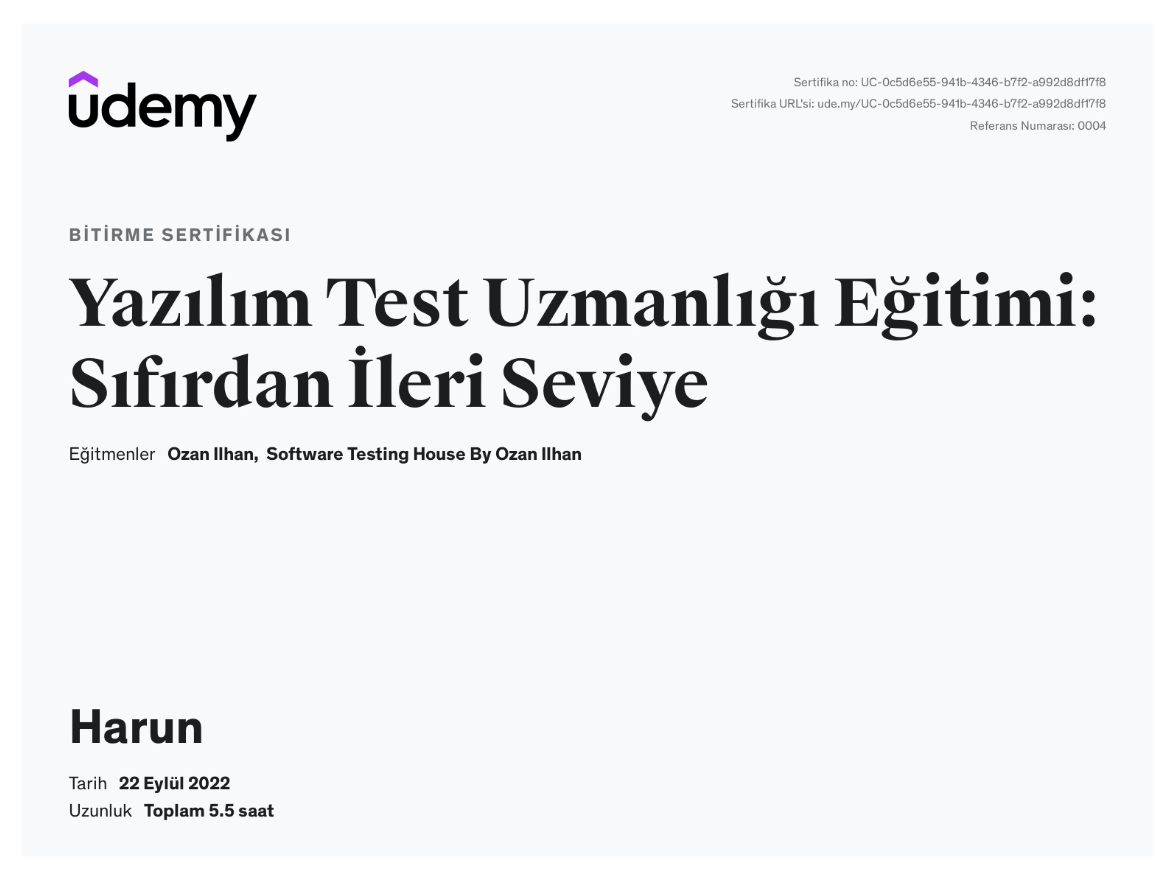 udemy
Sertifika no: UC-0c5d6e55-941b-4346-b7f2-a992d8df17f8
Sertifika URL'si: ude.my/UC-0c5d6e55-941b-4346-b7f2-a992d8df17f8
Referans Numarası: 0004
BİTİRME SERTİFİKASI
Yazılım Test Uzmanlığı Eğitimi:
Sıfırdan İleri Seviye
Eğitmenler Ozan Ilhan, Software Testing House By Ozan Ilhan
Harun
Tarih 22 Eylül 2022
Uzunluk Toplam 5.5 saat